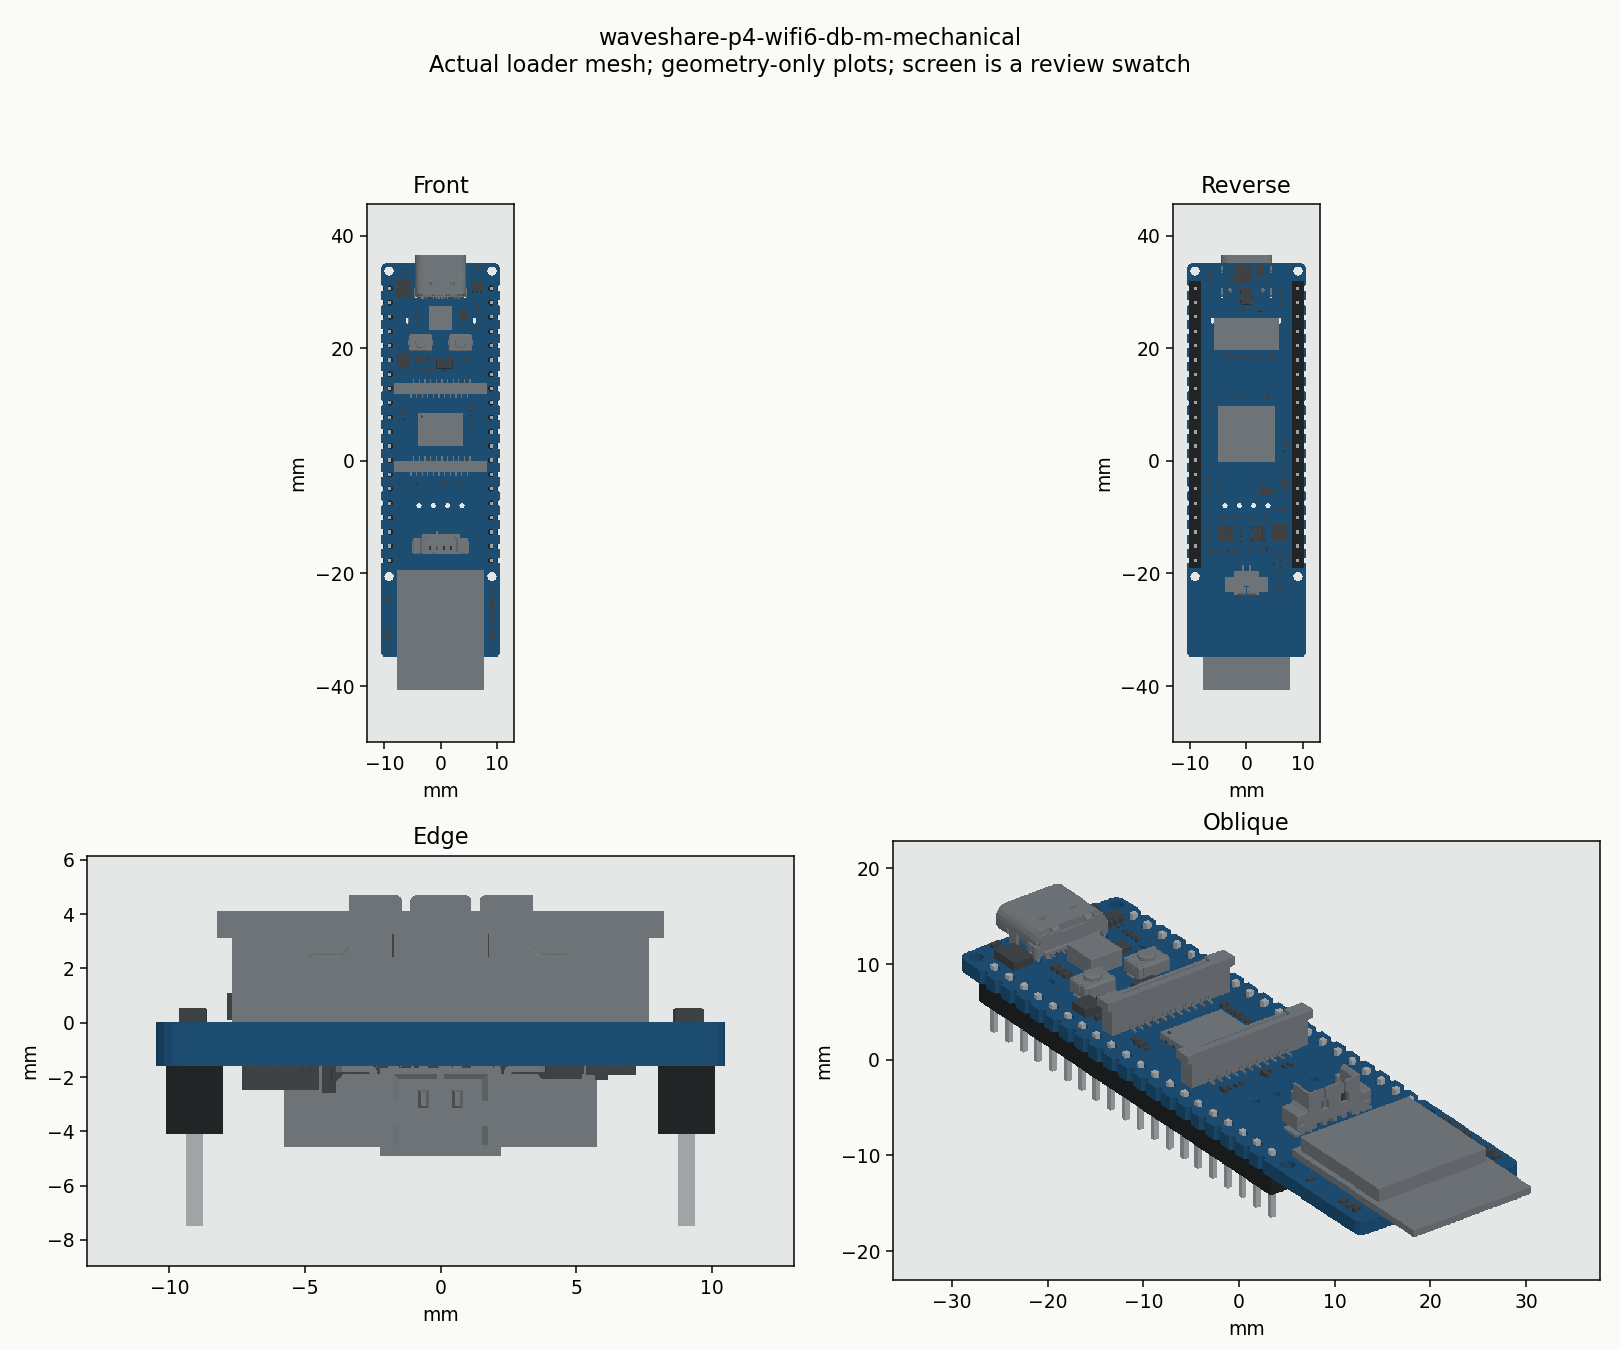 waveshare-p4-wifi6-db-m-mechanical
Actual loader mesh; geometry-only plots; screen is a review swatch
Front
40
20
0
−20
−40
mm
−10 0 10
mm
Reverse
40
20
0
−20
−40
mm
−10 0 10
mm
Edge
6
4
2
0
−2
−4
−6
−8
mm
−10 −5 0 5 10
mm
Oblique
20
10
0
−10
−20
mm
−30 −20 −10 0 10 20 30
mm